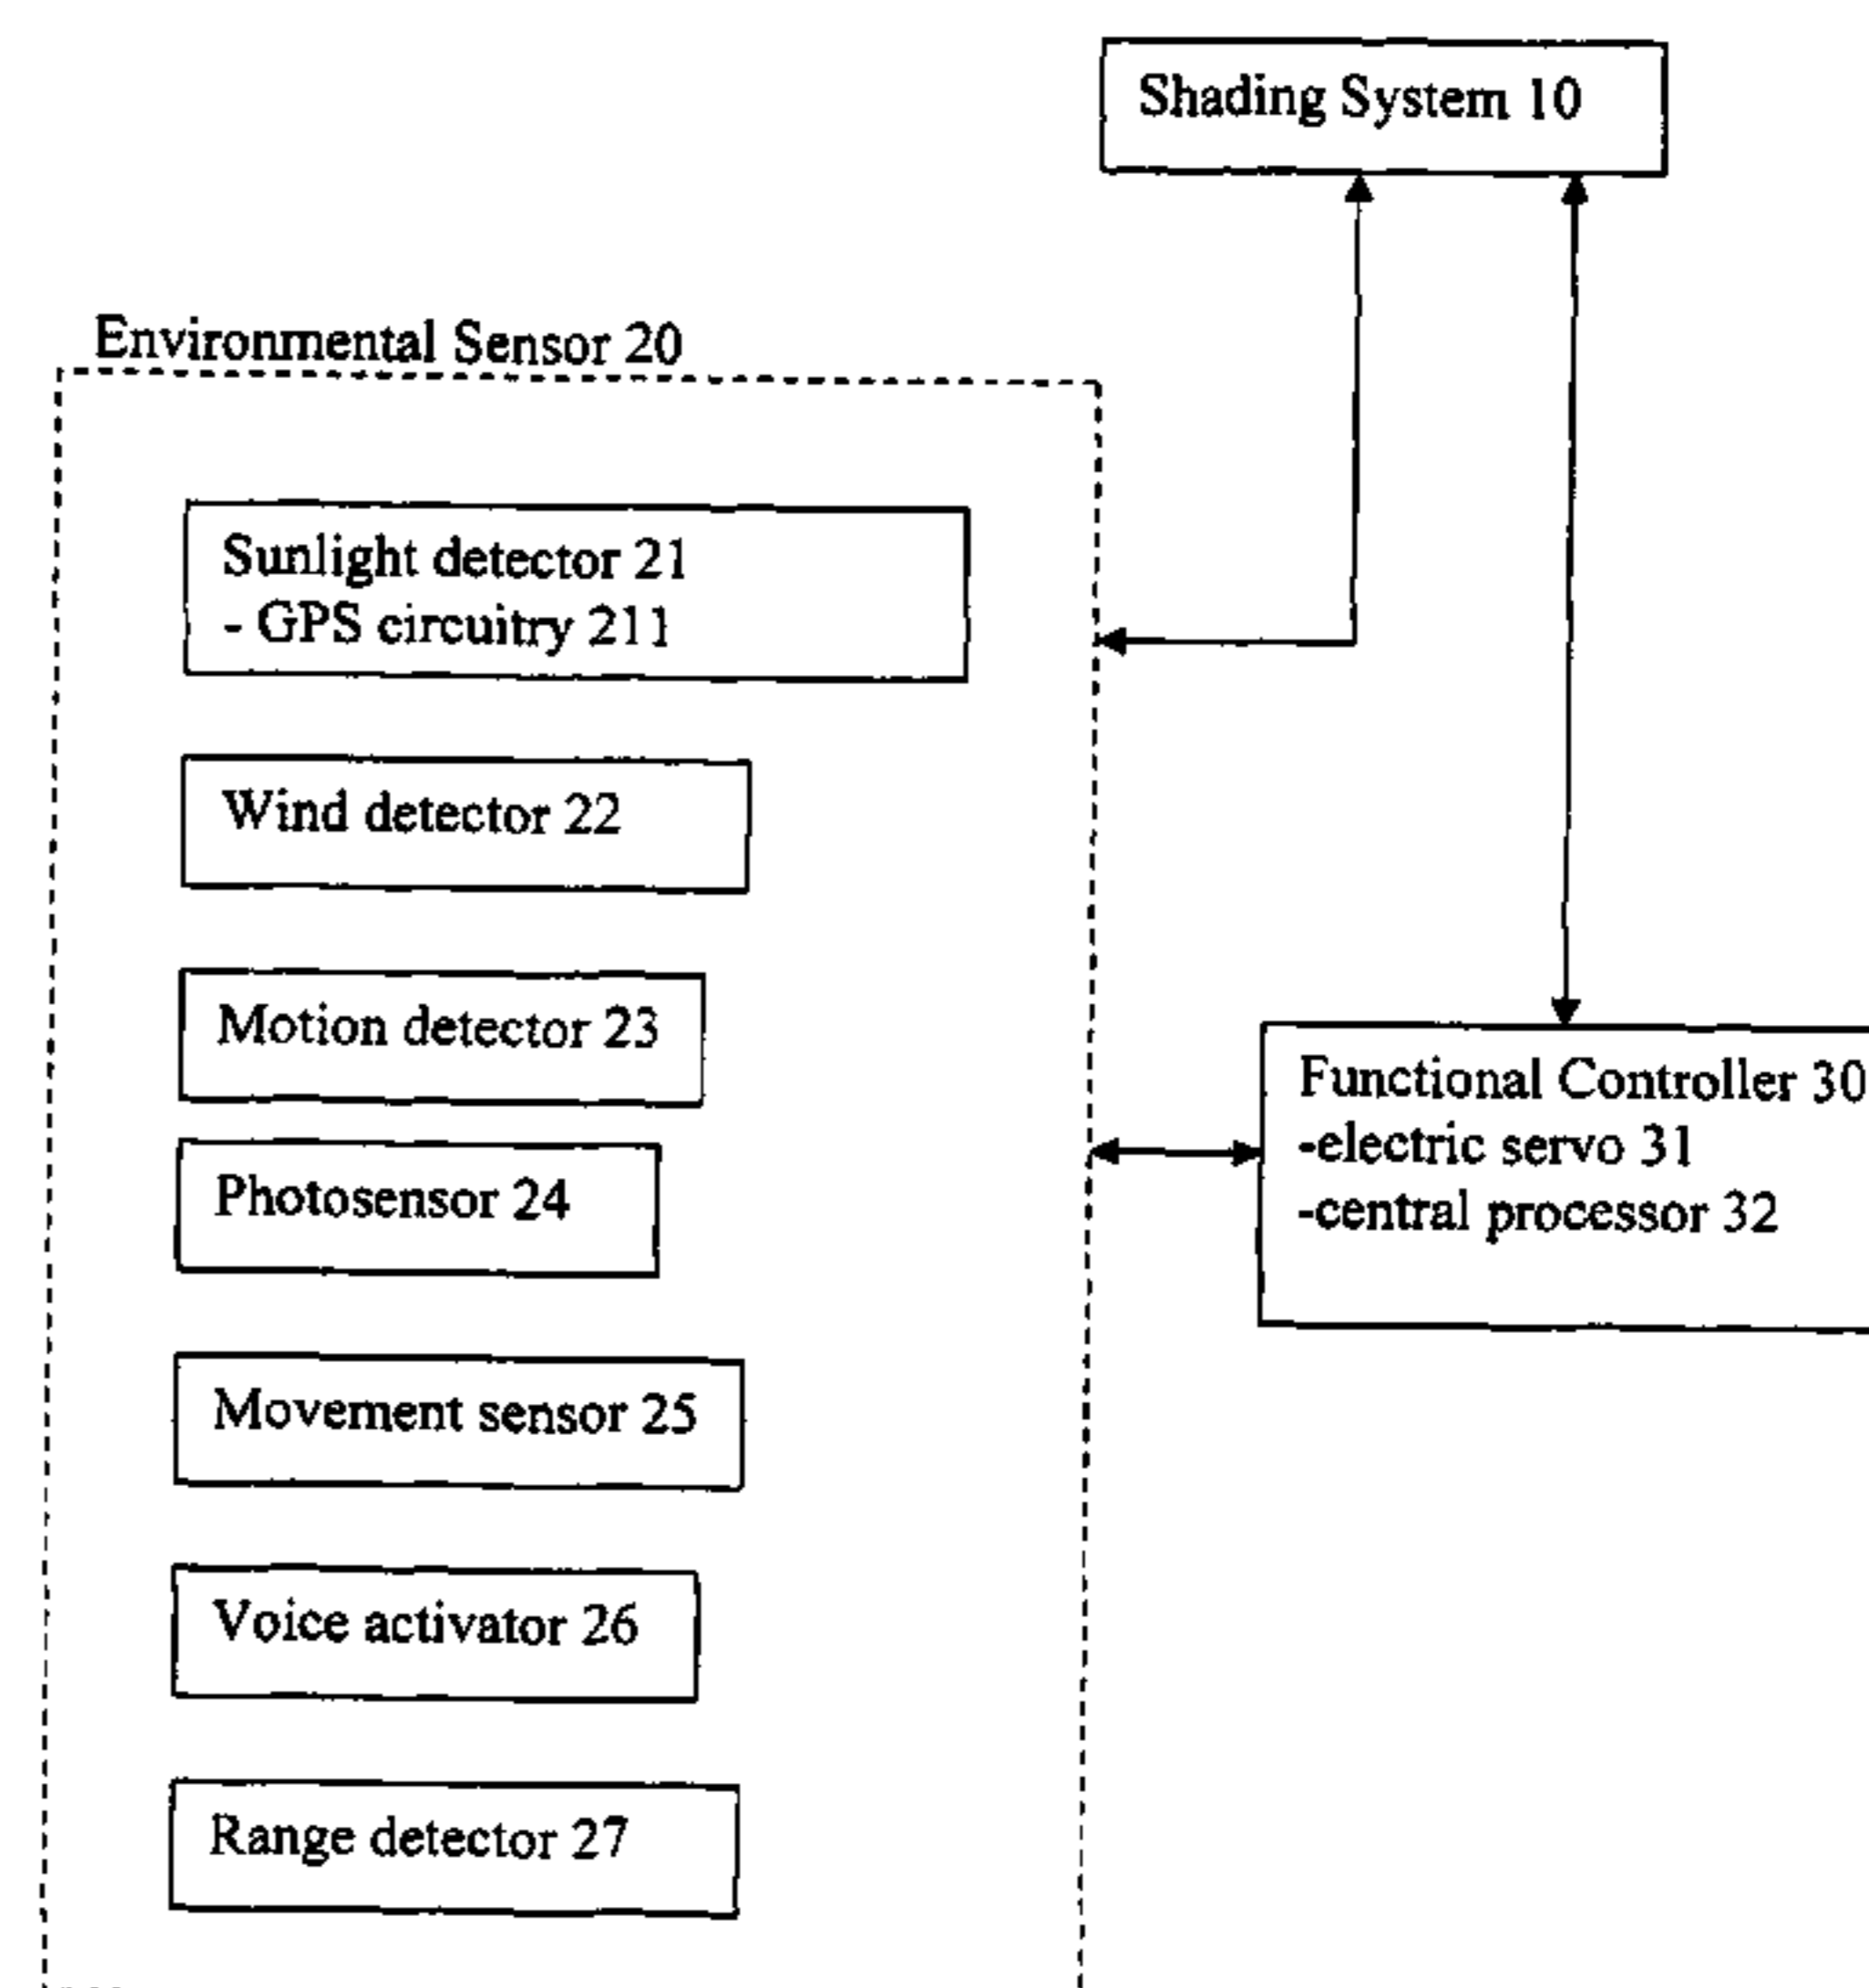 Shading System 10
Environmental Sensor 20
Sunlight detector 21
- GPS circuitry 211
Wind detector 22
Motion detector 23
Photosensor 24
Movement sensor 25
Voice activator 26
Range detector 27
Functional Controller 30
-electric servo 31
-central processor 32